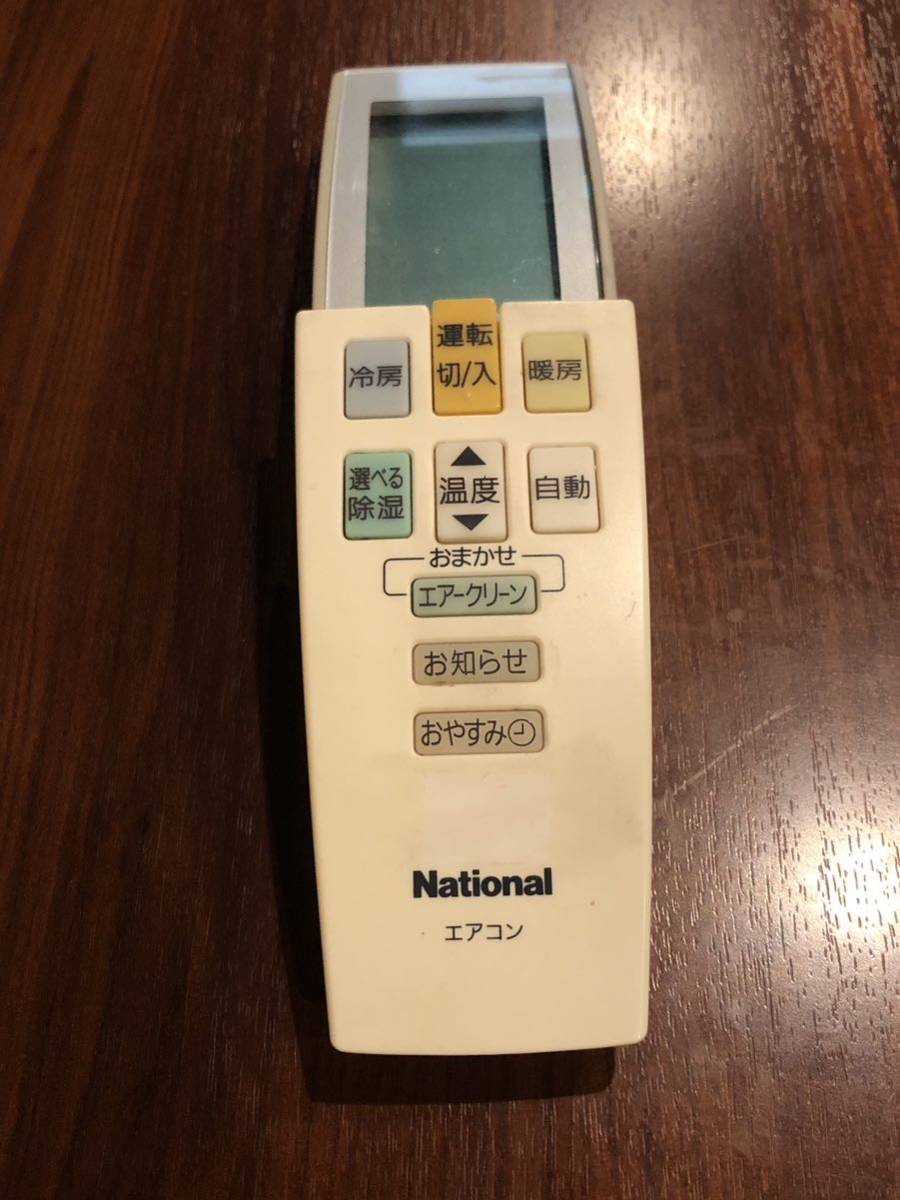 運転
切/入
冷房
暖房
選べる
除湿
▲
温度
▼
自動
おまかせ
エアークリーン
お知らせ
おやすみ
National
エアコン